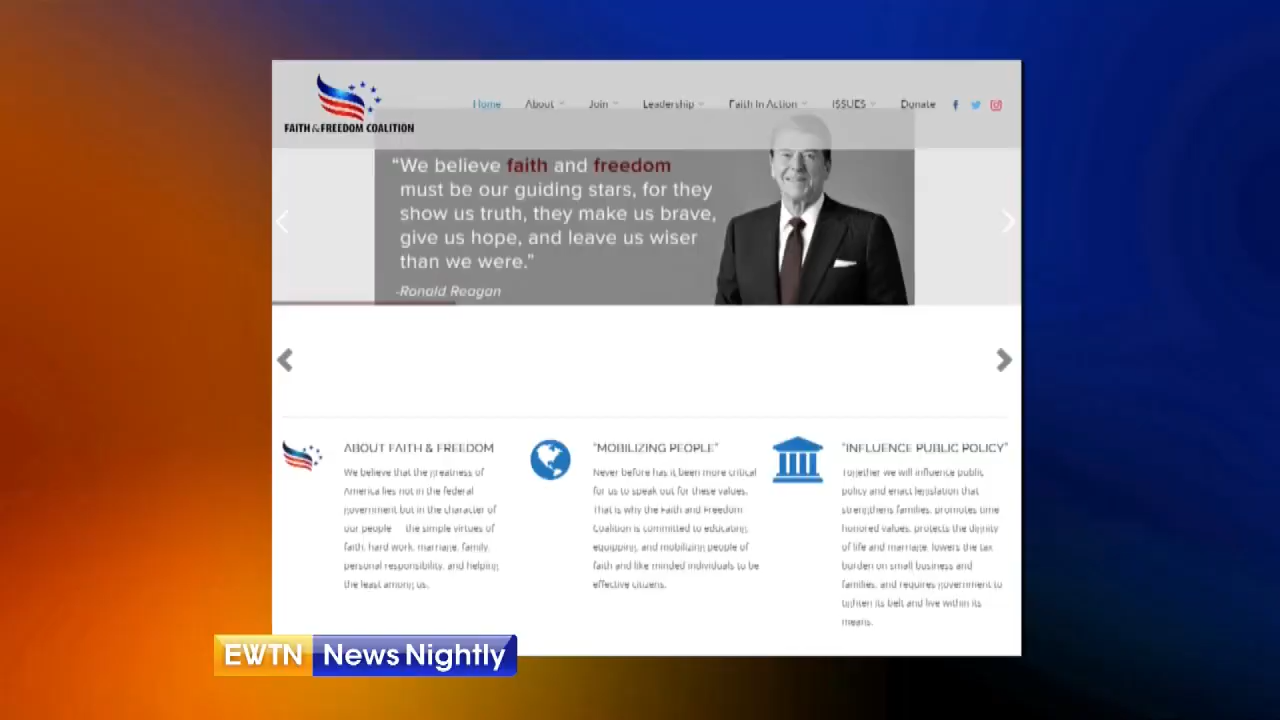 FAITH & FREEDOM COALITION
Home About Join Leadership Faith In Action ISSUES Donate
“We believe faith and freedom
must be our guiding stars, for they
show us truth, they make us brave,
give us hope, and leave us wiser
than we were.”
-Ronald Reagan
ABOUT FAITH & FREEDOM
We believe that the greatness of
America lies not in the federal
government but in the character of
our people the simple virtues of
faith, hard work, marriage, family,
personal responsibility, and helping
the least among us.
“MOBILIZING PEOPLE”
Never before has it been more critical
for us to speak out for these values.
That is why the Faith and Freedom
Coalition is committed to educating,
equipping, and mobilizing people of
faith and like minded individuals to be
effective citizens.
“INFLUENCE PUBLIC POLICY”
Together we will influence public
policy and enact legislation that
strengthens families, promotes time
honored values, protects the dignity
of life and marriage, lowers the tax
burden on small business and
families, and requires government to
tighten its belt and live within its
means.
EWTN News Nightly